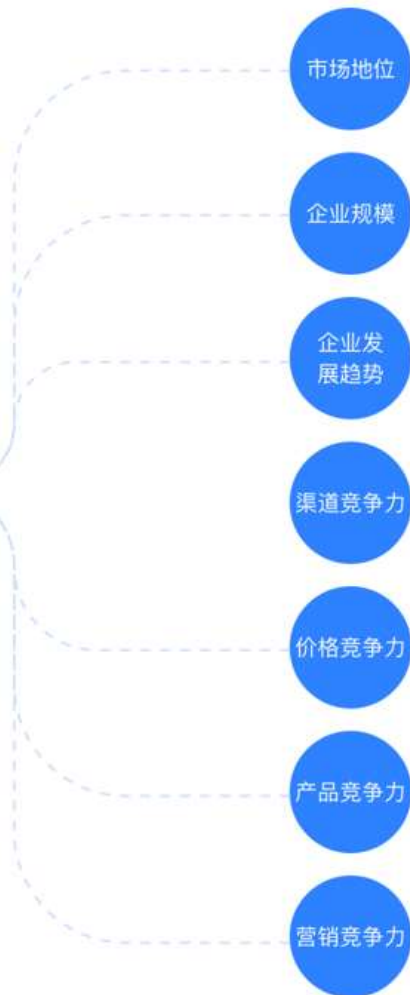 市场地位
企业规模
企业发
展趋势
渠道竞争力
价格竞争力
产品竞争力
营销竞争力